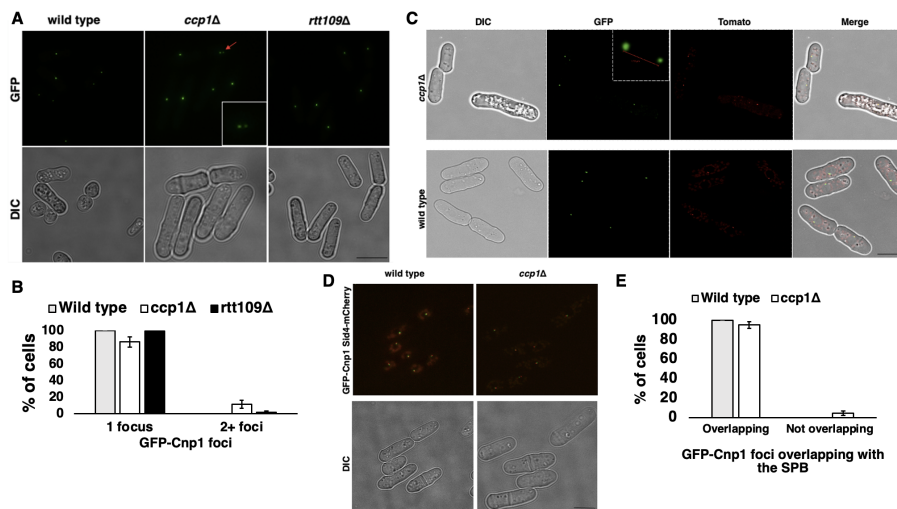 A
wild type
ccp1Δ
rtt109Δ
GFP
DIC
B
Wild type
ccp1Δ
rtt109Δ
% of cells
100
80
60
40
20
0
1 focus
2+ foci
GFP-Cnp1 foci
C
DIC
GFP
Tomato
Merge
ccp1Δ
wild type
D
wild type
ccp1Δ
GFP-Cnp1 Sid4-mCherry
DIC
E
Wild type
ccp1Δ
% of cells
100
80
60
40
20
0
Overlapping
Not overlapping
GFP-Cnp1 foci overlapping with
the SPB